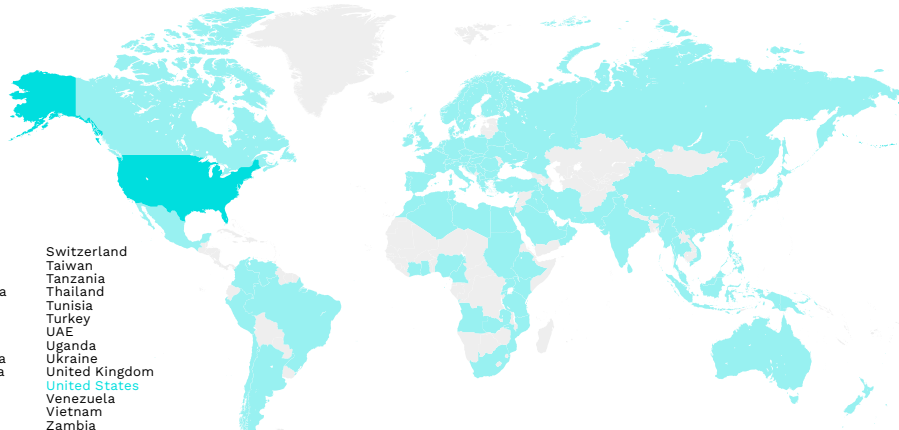 Switzerland
Taiwan
Tanzania
a Thailand
Tunisia
Turkey
UAE
Uganda
a Ukraine
a United Kingdom
United States
Venezuela
Vietnam
Zambia